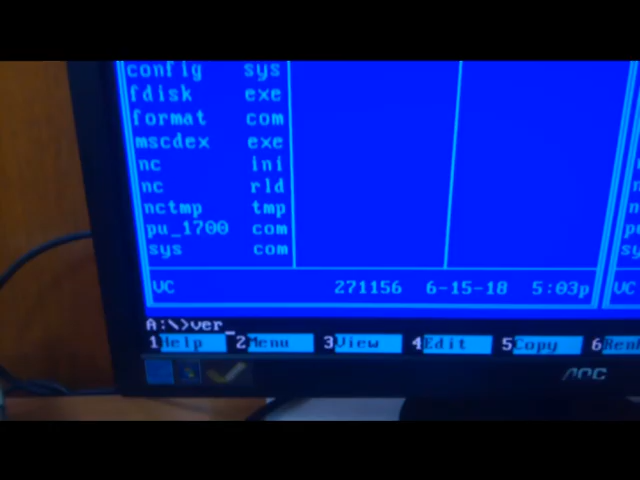 config sys
fdisk exe
format com
mscdex exe
nc ini
nc rld
nctmp tmp
pu_1700 com
sys com
VC 271156 6-15-18 5:03p VC
A:\>ver_
1Help 2Menu 3View 4Edit 5Copy 6Ren
AOC